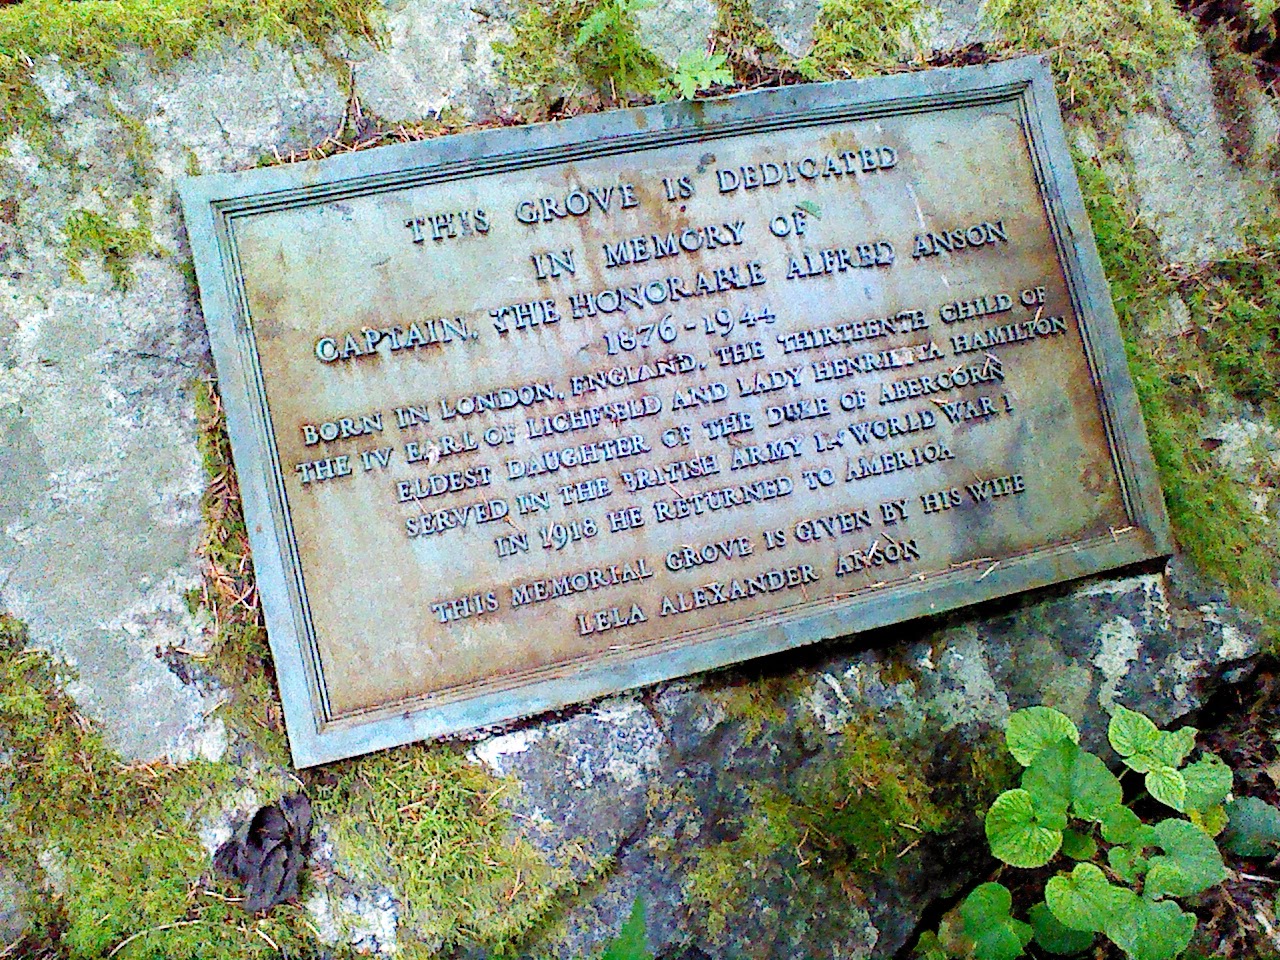 THIS GROVE IS DEDICATED
IN MEMORY OF
CAPTAIN, THE HONORABLE ALFRED ANSON
1876-1944
BORN IN LONDON, ENGLAND, THE THIRTEENTH CHILD OF
THE IV EARL OF LICHFIELD AND LADY HENRIETTA HAMILTON
ELDEST DAUGHTER OF THE DUKE OF ABERCORN
SERVED IN THE BRITISH ARMY IN WORLD WAR I
IN 1918 HE RETURNED TO AMERICA
THIS MEMORIAL GROVE IS GIVEN BY HIS WIFE
LELA ALEXANDER ANSON